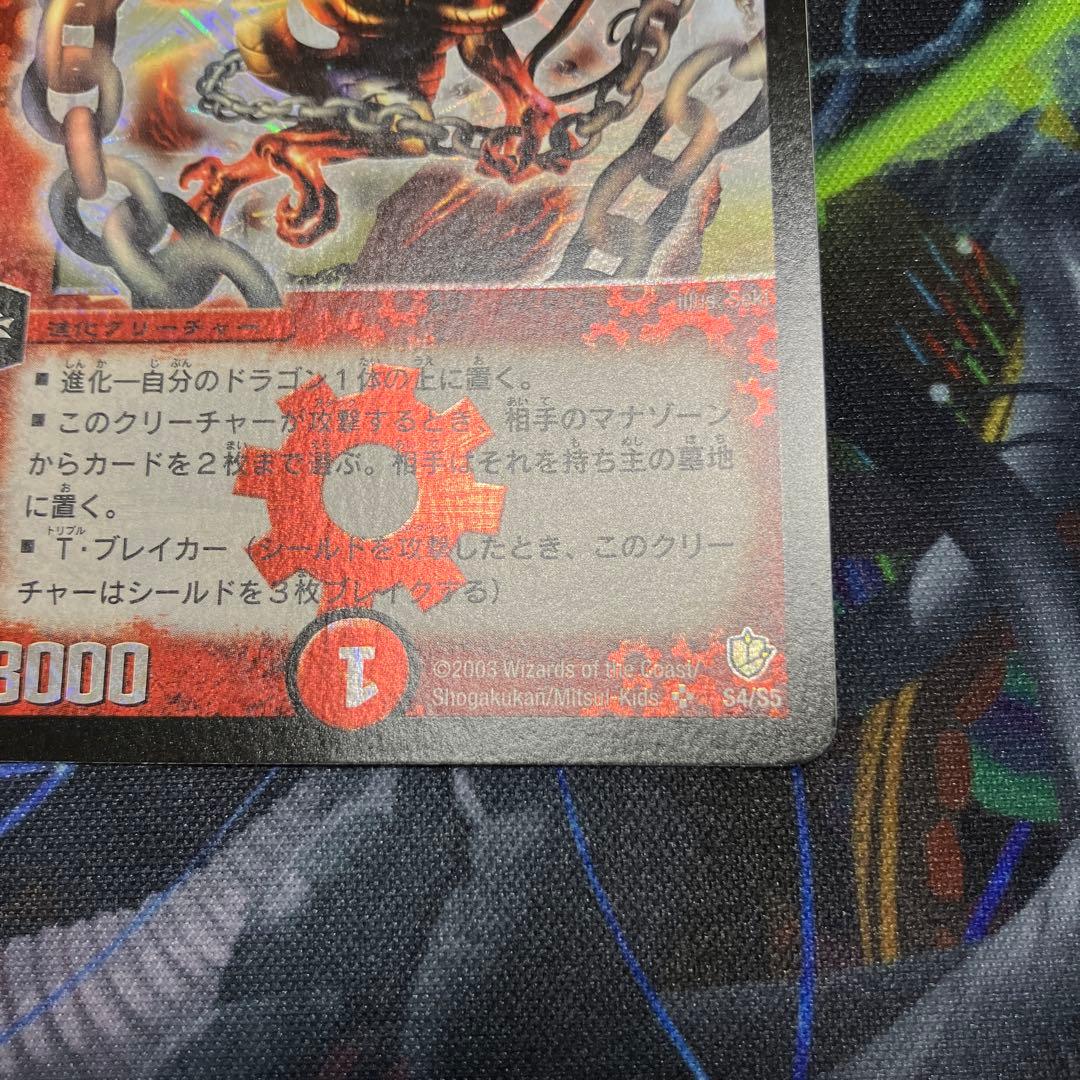 illus. Seki
進化クリーチャー
■ 進化―自分のドラゴン1体の上に置く。
■ このクリーチャーが攻撃するとき、相手のマナゾーン
からカードを2枚まで選ぶ。相手はそれを持ち主の墓地
に置く。
■ T・ブレイカー（シールドを攻撃したとき、このクリー
チャーはシールドを3枚ブレイクする）
3000
1
©2003 Wizards of the Coast/
Shogakukan/Mitsui-Kids.
S4/S5